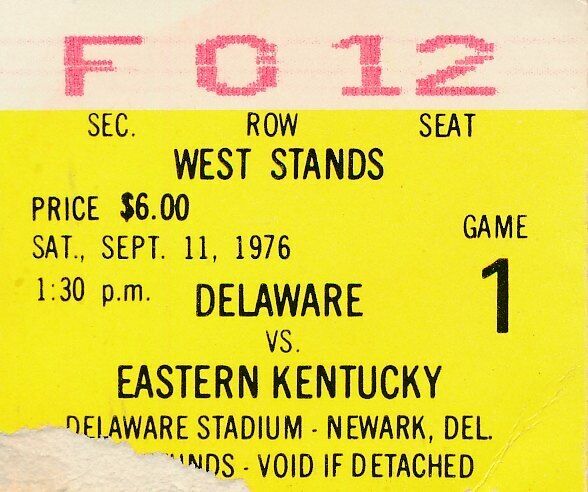 F O 12
SEC. ROW SEAT
WEST STANDS
PRICE $6.00
SAT., SEPT. 11, 1976
GAME
1:30 p.m.
1
DELAWARE
VS.
EASTERN KENTUCKY
DELAWARE STADIUM - NEWARK, DEL.
- VOID IF DETACHED